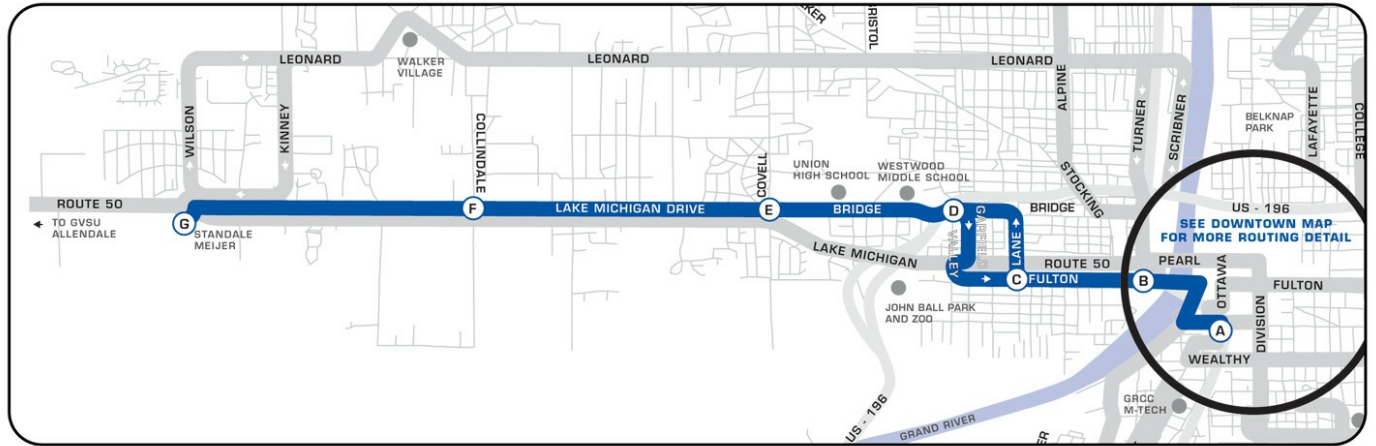 BRISTOL
LEONARD
WALKER
VILLAGE
LEONARD
LEONARD
WILSON
KINNEY
COLLINDALE
ALPINE
TURNER
SCRIBNER
LAFAYETTE
COLLEGE
BELKNAP
PARK
COVELL
UNION
HIGH SCHOOL
WESTWOOD
MIDDLE SCHOOL
STOCKING
ROUTE 50
TO GVSU
ALLENDALE
G
STANDALE
MEIJER
F
LAKE MICHIGAN DRIVE
E
BRIDGE
D
GARFIELD
BRIDGE
US - 196
SEE DOWNTOWN MAP
FOR MORE ROUTING DETAIL
LAKE MICHIGAN
VALLEY
LANE
ROUTE 50
PEARL
OTTAWA
C
FULTON
B
FULTON
JOHN BALL PARK
AND ZOO
A
DIVISION
WEALTHY
US - 196
GRAND RIVER
GRCC
M-TECH